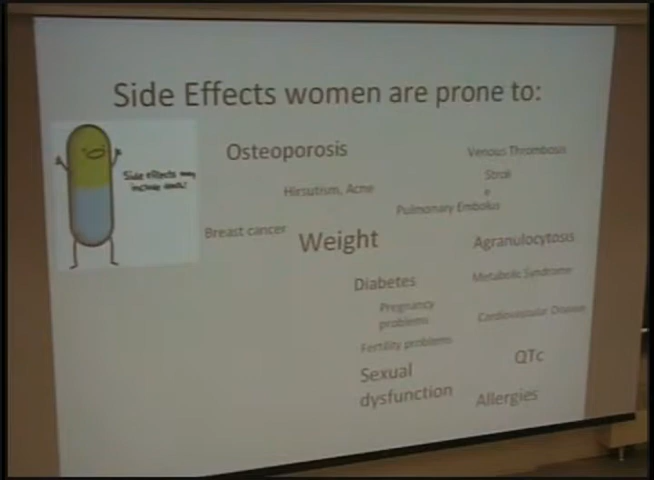 Side Effects women are prone to:
Side effects may
include death!
Osteoporosis
Venous Thrombosis
Strok
e
Hirsutism, Acne
Pulmonary Embolus
Breast cancer
Weight
Agranulocytosis
Diabetes
Metabolic Syndrome
Pregnancy
problems
Cardiovascular Disease
Fertility problems
QTc
Sexual
dysfunction
Allergies